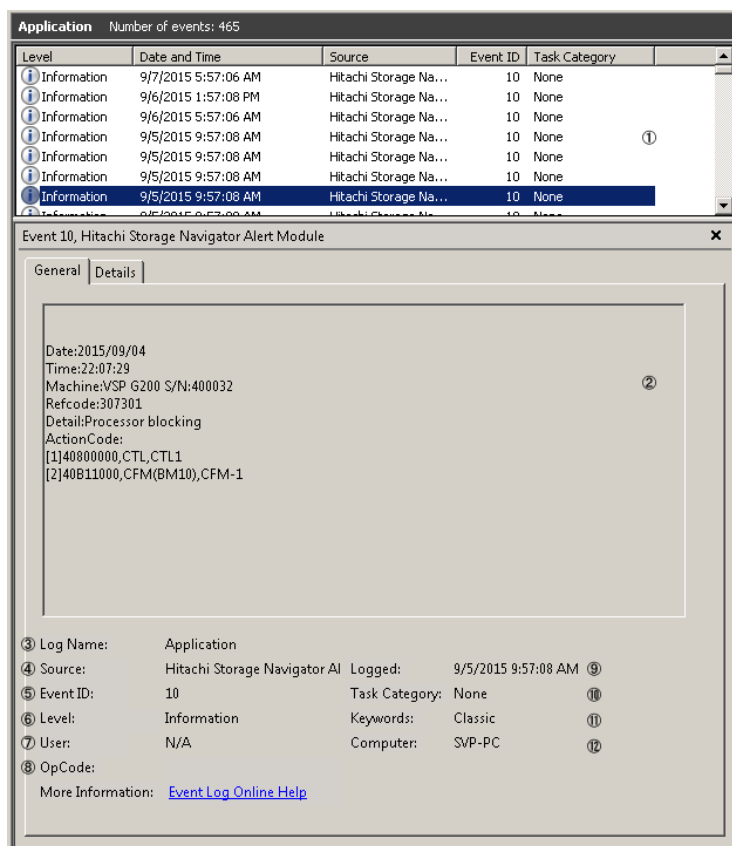 Application Number of events: 465
Level Date and Time Source Event ID Task Category
Information 9/7/2015 5:57:06 AM Hitachi Storage Na... 10 None
Information 9/6/2015 1:57:08 PM Hitachi Storage Na... 10 None
Information 9/6/2015 5:57:06 AM Hitachi Storage Na... 10 None
Information 9/5/2015 9:57:08 AM Hitachi Storage Na... 10 None ①
Information 9/5/2015 9:57:08 AM Hitachi Storage Na... 10 None
Information 9/5/2015 9:57:08 AM Hitachi Storage Na... 10 None
Information 9/5/2015 9:57:08 AM Hitachi Storage Na... 10 None
Event 10, Hitachi Storage Navigator Alert Module
General Details
Date:2015/09/04
Time:22:07:29
Machine:VSP G200 S/N:400032 ②
Refcode:307301
Detail:Processor blocking
ActionCode:
[1]40800000,CTL,CTL1
[2]40B11000,CFM(BM10),CFM-1
③ Log Name: Application
④ Source: Hitachi Storage Navigator Al Logged: 9/5/2015 9:57:08 AM ⑨
⑤ Event ID: 10 Task Category: None ⑩
⑥ Level: Information Keywords: Classic ⑪
⑦ User: N/A Computer: SVP-PC ⑫
⑧ OpCode:
More Information: Event Log Online Help